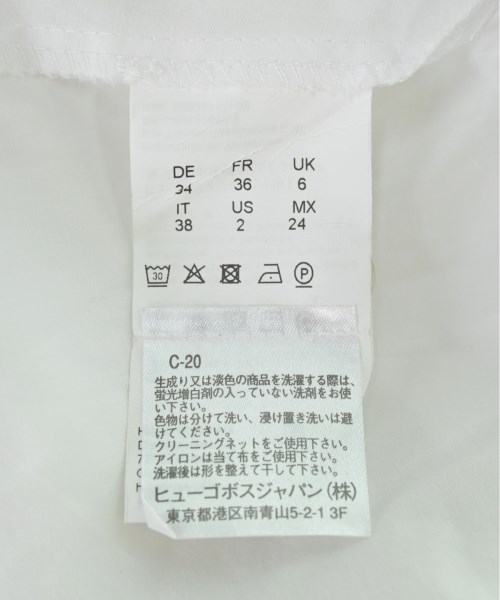 DE FR UK
34 36 6
IT US MX
38 2 24
30 P
C-20
生成り又は淡色の商品を洗濯する際は、
蛍光増白剤の入っていない洗剤をお使
い下さい。
色物は分けて洗い、浸け置き洗いは避
けてください。
クリーニングネットをご使用下さい。
アイロンは当て布をご使用下さい。
洗濯後は形を整えて干して下さい。
ヒューゴボスジャパン(株)
東京都港区南青山5-2-1 3F